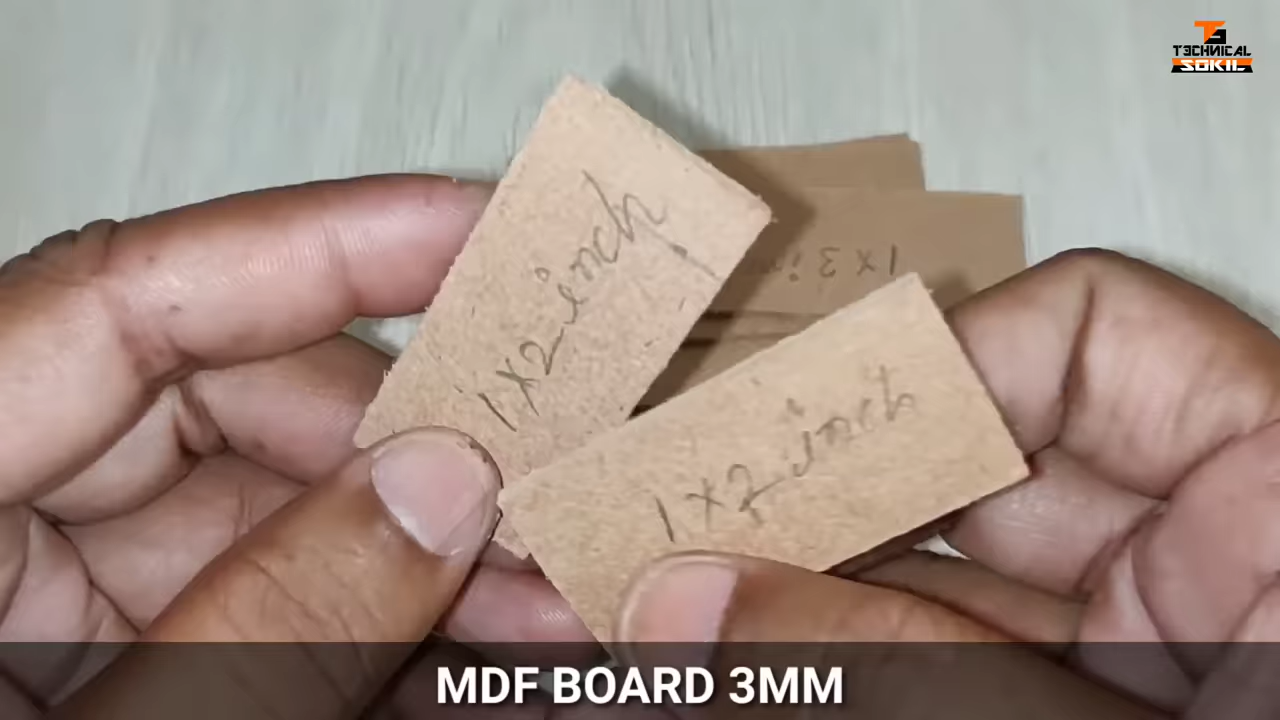 TECHNICAL
SOKIL
1x2 inch
1x3 in
1x2 inch
MDF BOARD 3MM